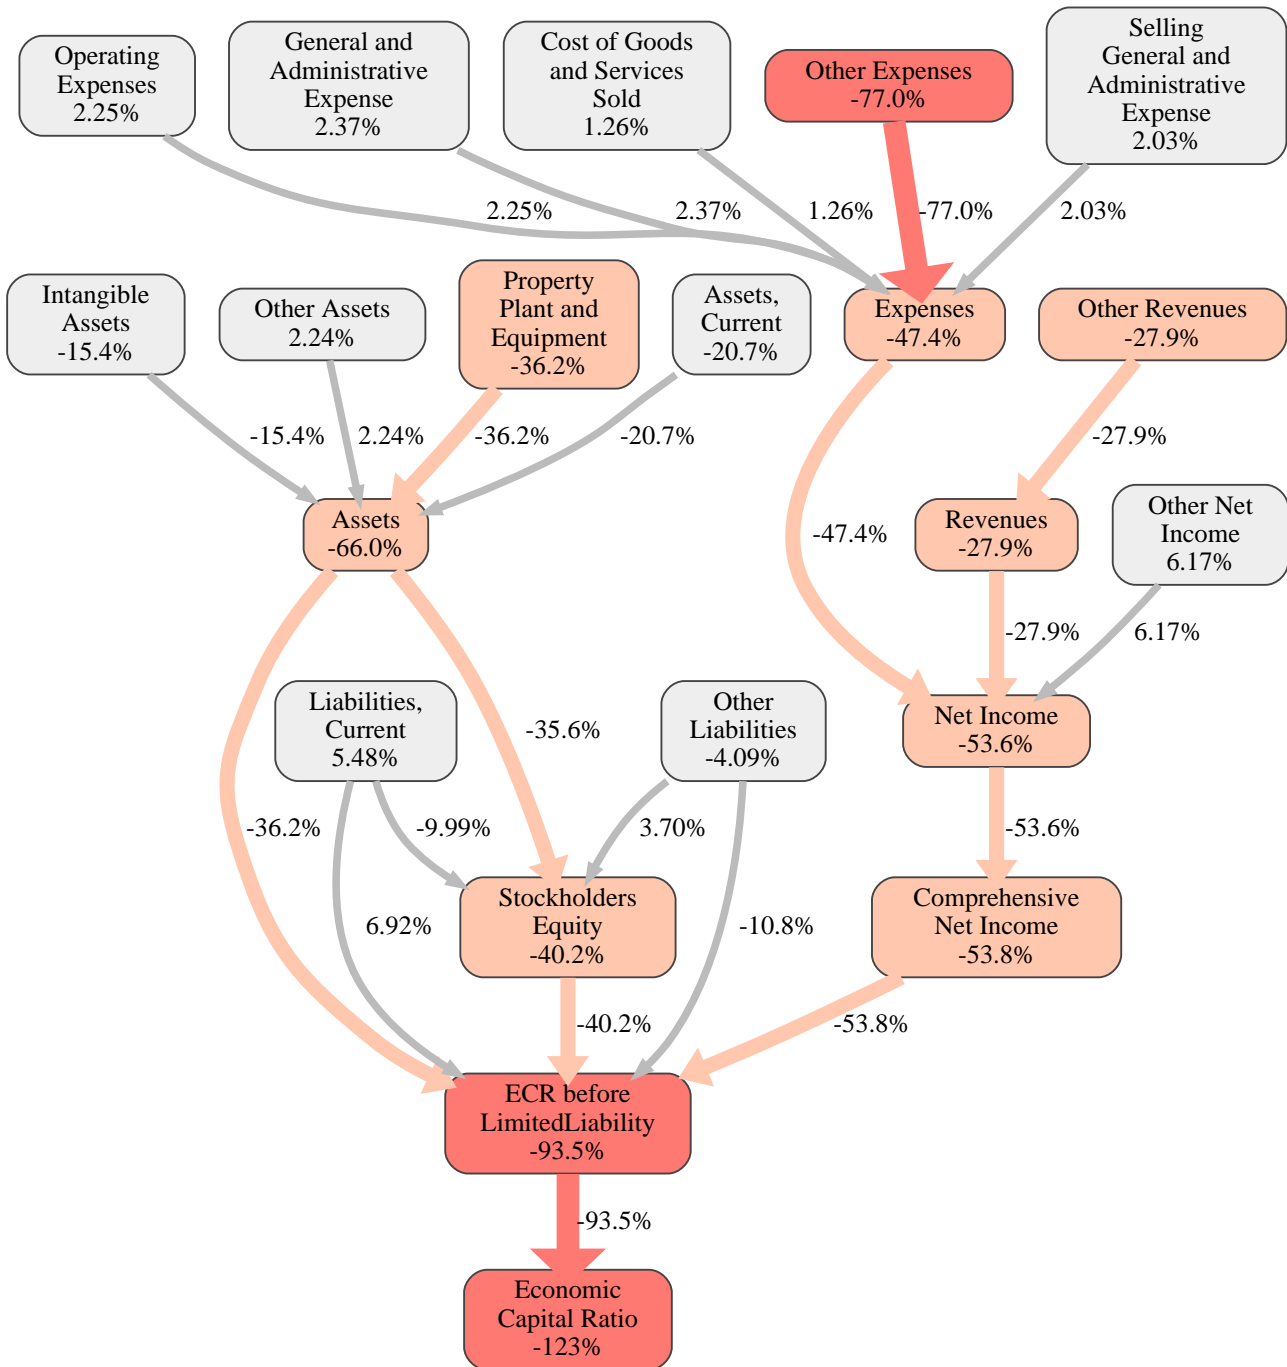 Operating
Expenses
2.25%
General and
Administrative
Expense
2.37%
Cost of Goods
and Services
Sold
1.26%
Other Expenses
-77.0%
Selling
General and
Administrative
Expense
2.03%
2.25%
2.37%
1.26%
-77.0%
2.03%
Intangible
Assets
-15.4%
Other Assets
2.24%
Property
Plant and
Equipment
-36.2%
Assets,
Current
-20.7%
Expenses
-47.4%
Other Revenues
-27.9%
-15.4%
2.24%
-36.2%
-20.7%
-27.9%
Assets
-66.0%
-47.4%
Revenues
-27.9%
Other Net
Income
6.17%
-27.9%
6.17%
Liabilities,
Current
5.48%
-35.6%
Other
Liabilities
-4.09%
Net Income
-53.6%
-36.2%
-9.99%
3.70%
-53.6%
6.92%
Stockholders
Equity
-40.2%
-10.8%
Comprehensive
Net Income
-53.8%
-40.2%
-53.8%
ECR before
LimitedLiability
-93.5%
-93.5%
Economic
Capital Ratio
-123%